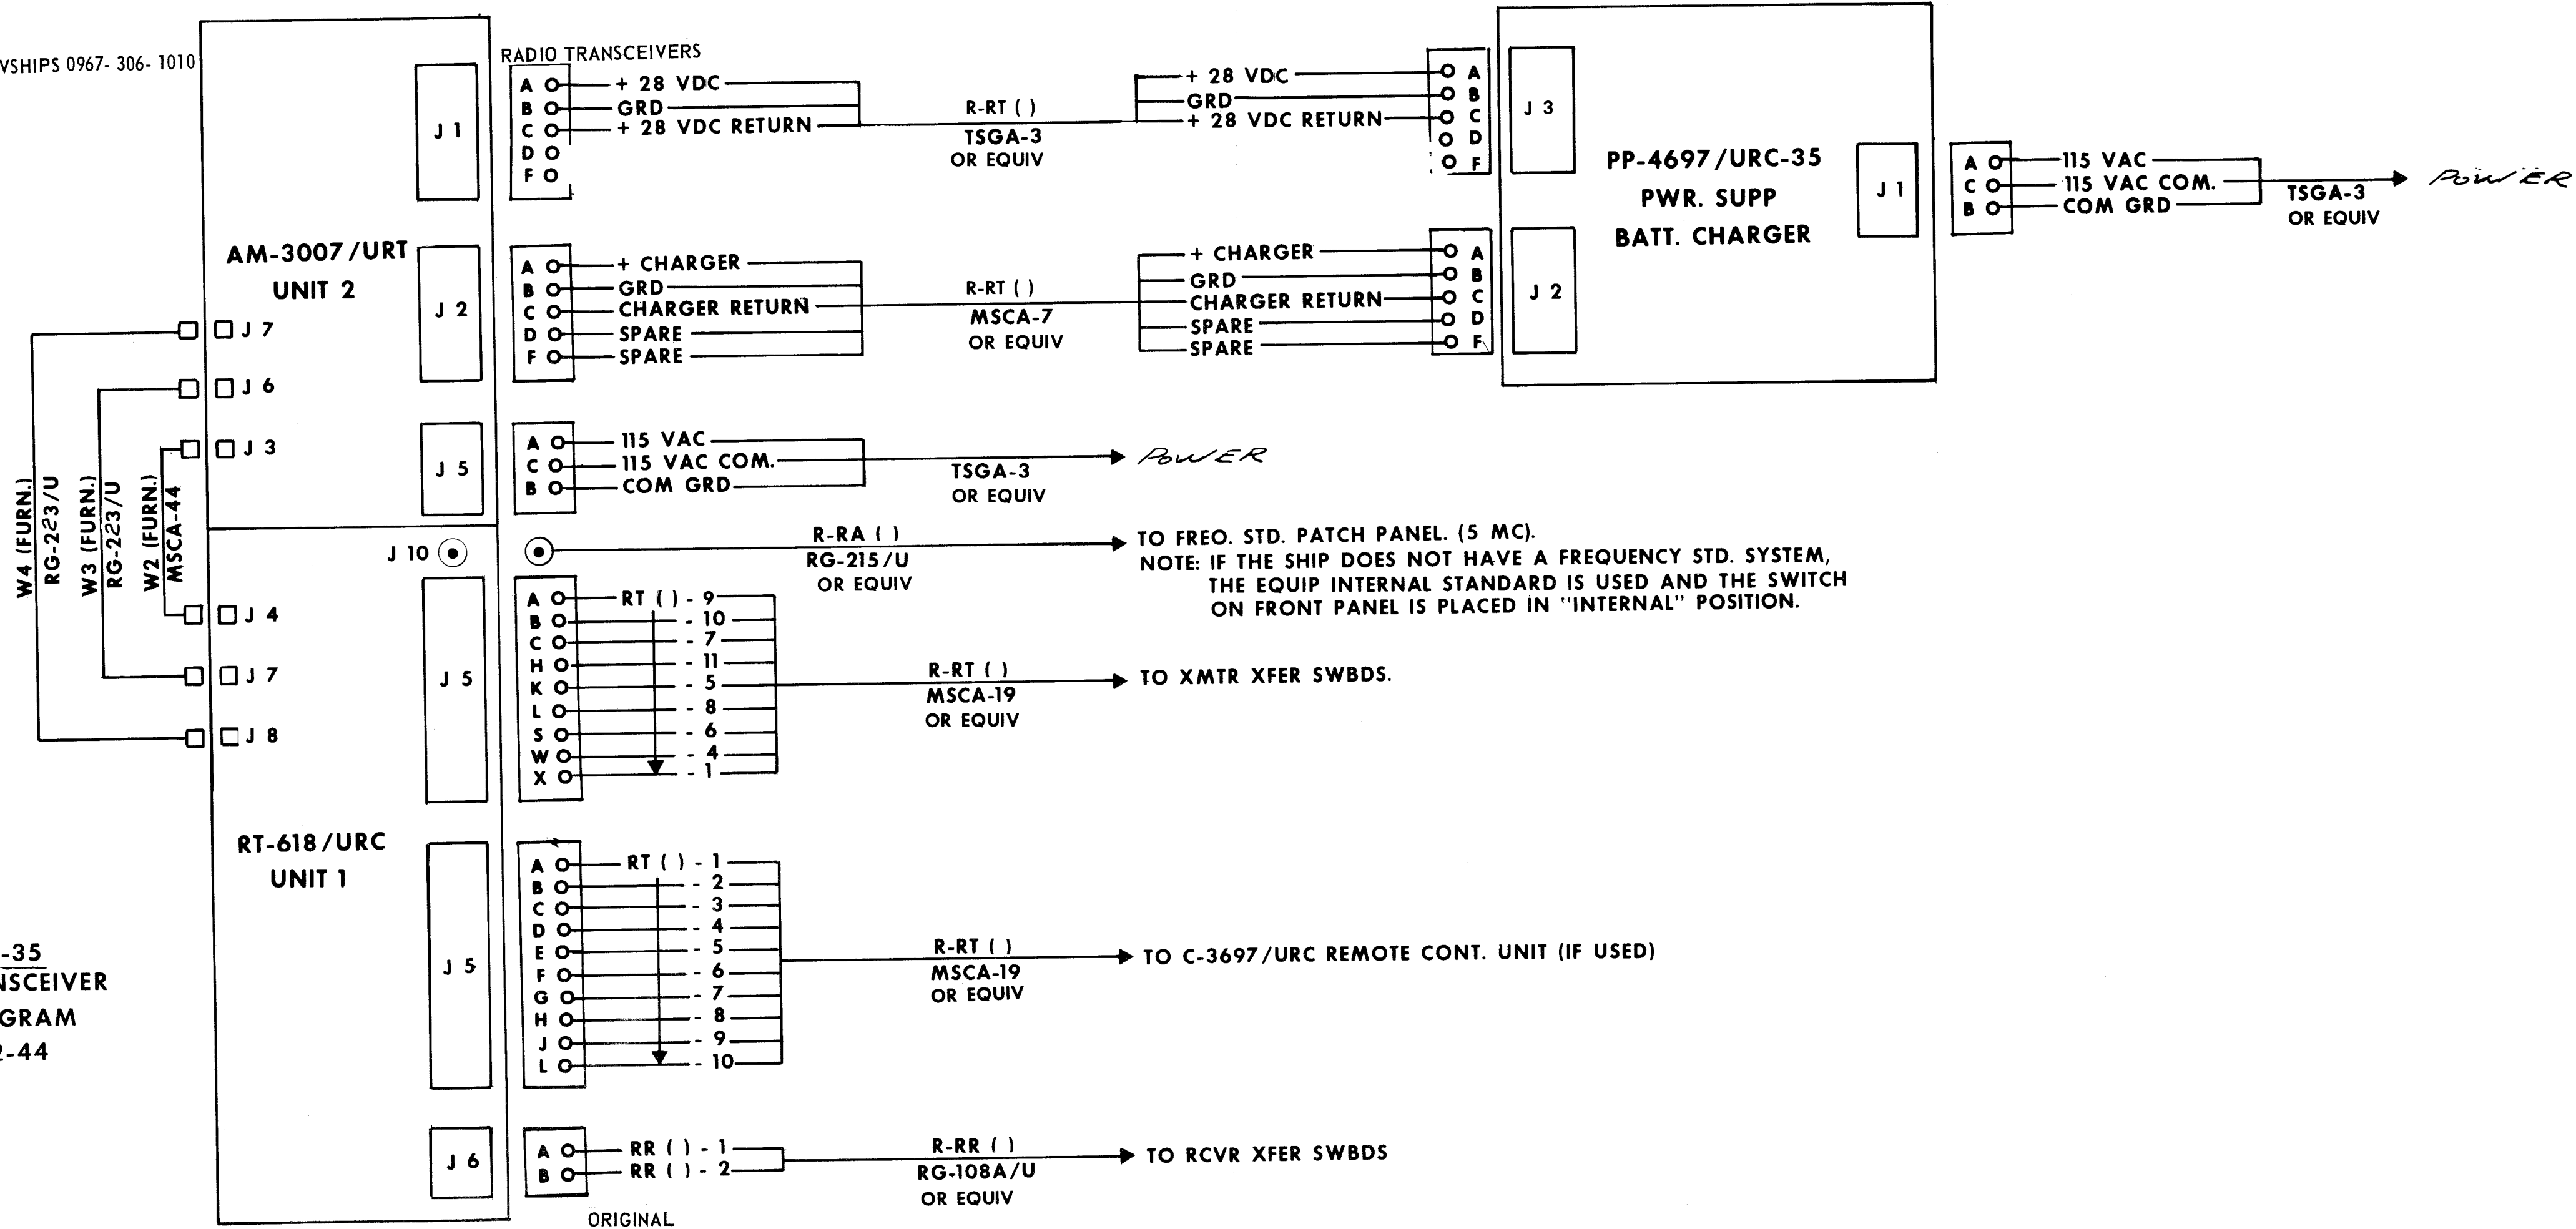 VSHIPS 0967- 306- 1010
RADIO TRANSCEIVERS
AM-3007/URT
UNIT 2
J 1
A + 28 VDC
B GRD
C + 28 VDC RETURN
D
F
R-RT ( )
TSGA-3
OR EQUIV
+ 28 VDC A
GRD B
+ 28 VDC RETURN C
D
F
J 3
PP-4697/URC-35
PWR. SUPP
BATT. CHARGER
J 1
A 115 VAC
C 115 VAC COM.
B COM GRD
TSGA-3
OR EQUIV
POWER
J 2
A + CHARGER
B GRD
C CHARGER RETURN
D SPARE
F SPARE
R-RT ( )
MSCA-7
OR EQUIV
+ CHARGER A
GRD B
CHARGER RETURN C
SPARE D
SPARE F
J 2
J 7
J 6
J 3
J 5
A 115 VAC
C 115 VAC COM.
B COM GRD
TSGA-3
OR EQUIV
POWER
W4 (FURN.)
RG-223/U
W3 (FURN.)
RG-223/U
W2 (FURN.)
MSCA-44
J 4
J 7
J 8
RT-618/URC
UNIT 1
J 10
R-RA ( )
RG-215/U
OR EQUIV
TO FREO. STD. PATCH PANEL. (5 MC).
NOTE: IF THE SHIP DOES NOT HAVE A FREQUENCY STD. SYSTEM,
THE EQUIP INTERNAL STANDARD IS USED AND THE SWITCH
ON FRONT PANEL IS PLACED IN "INTERNAL" POSITION.
J 5
A RT ( ) - 9
B - 10
C - 7
H - 11
K - 5
L - 8
S - 6
W - 4
X - 1
R-RT ( )
MSCA-19
OR EQUIV
TO XMTR XFER SWBDS.
J 5
A RT ( ) - 1
B - 2
C - 3
D - 4
E - 5
F - 6
G - 7
H - 8
J - 9
L - 10
R-RT ( )
MSCA-19
OR EQUIV
TO C-3697/URC REMOTE CONT. UNIT (IF USED)
-35
NSCEIVER
GRAM
2-44
J 6
A RR ( ) - 1
B RR ( ) - 2
R-RR ( )
RG-108A/U
OR EQUIV
TO RCVR XFER SWBDS
ORIGINAL